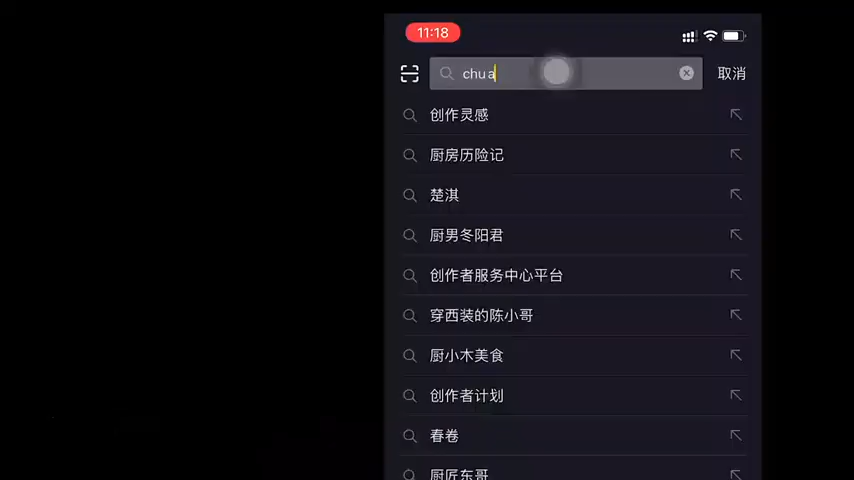 11:18
chua
取消
创作灵感
厨房历险记
楚淇
厨男冬阳君
创作者服务中心平台
穿西装的陈小哥
厨小木美食
创作者计划
春卷
厨匠东哥